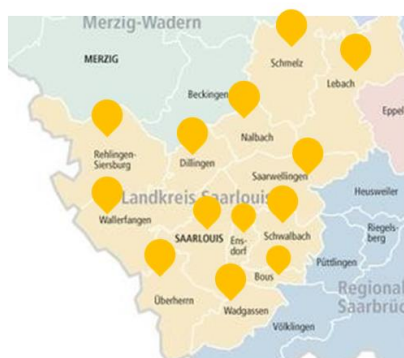 Merzig-Wadern
MERZIG
Schmelz
Lebach
Beckingen
Eppel
Nalbach
Rehlingen-
Siersburg
Dillingen
Saarwellingen
Heusweiler
Landkreis Saarlouis
Wallerfangen
SAARLOUIS
Ens-
dorf
Schwalbach
Riegels-
berg
Püttlingen
Bous
Überherrn
Regional
Saarbrüc
Wadgassen
Völklingen